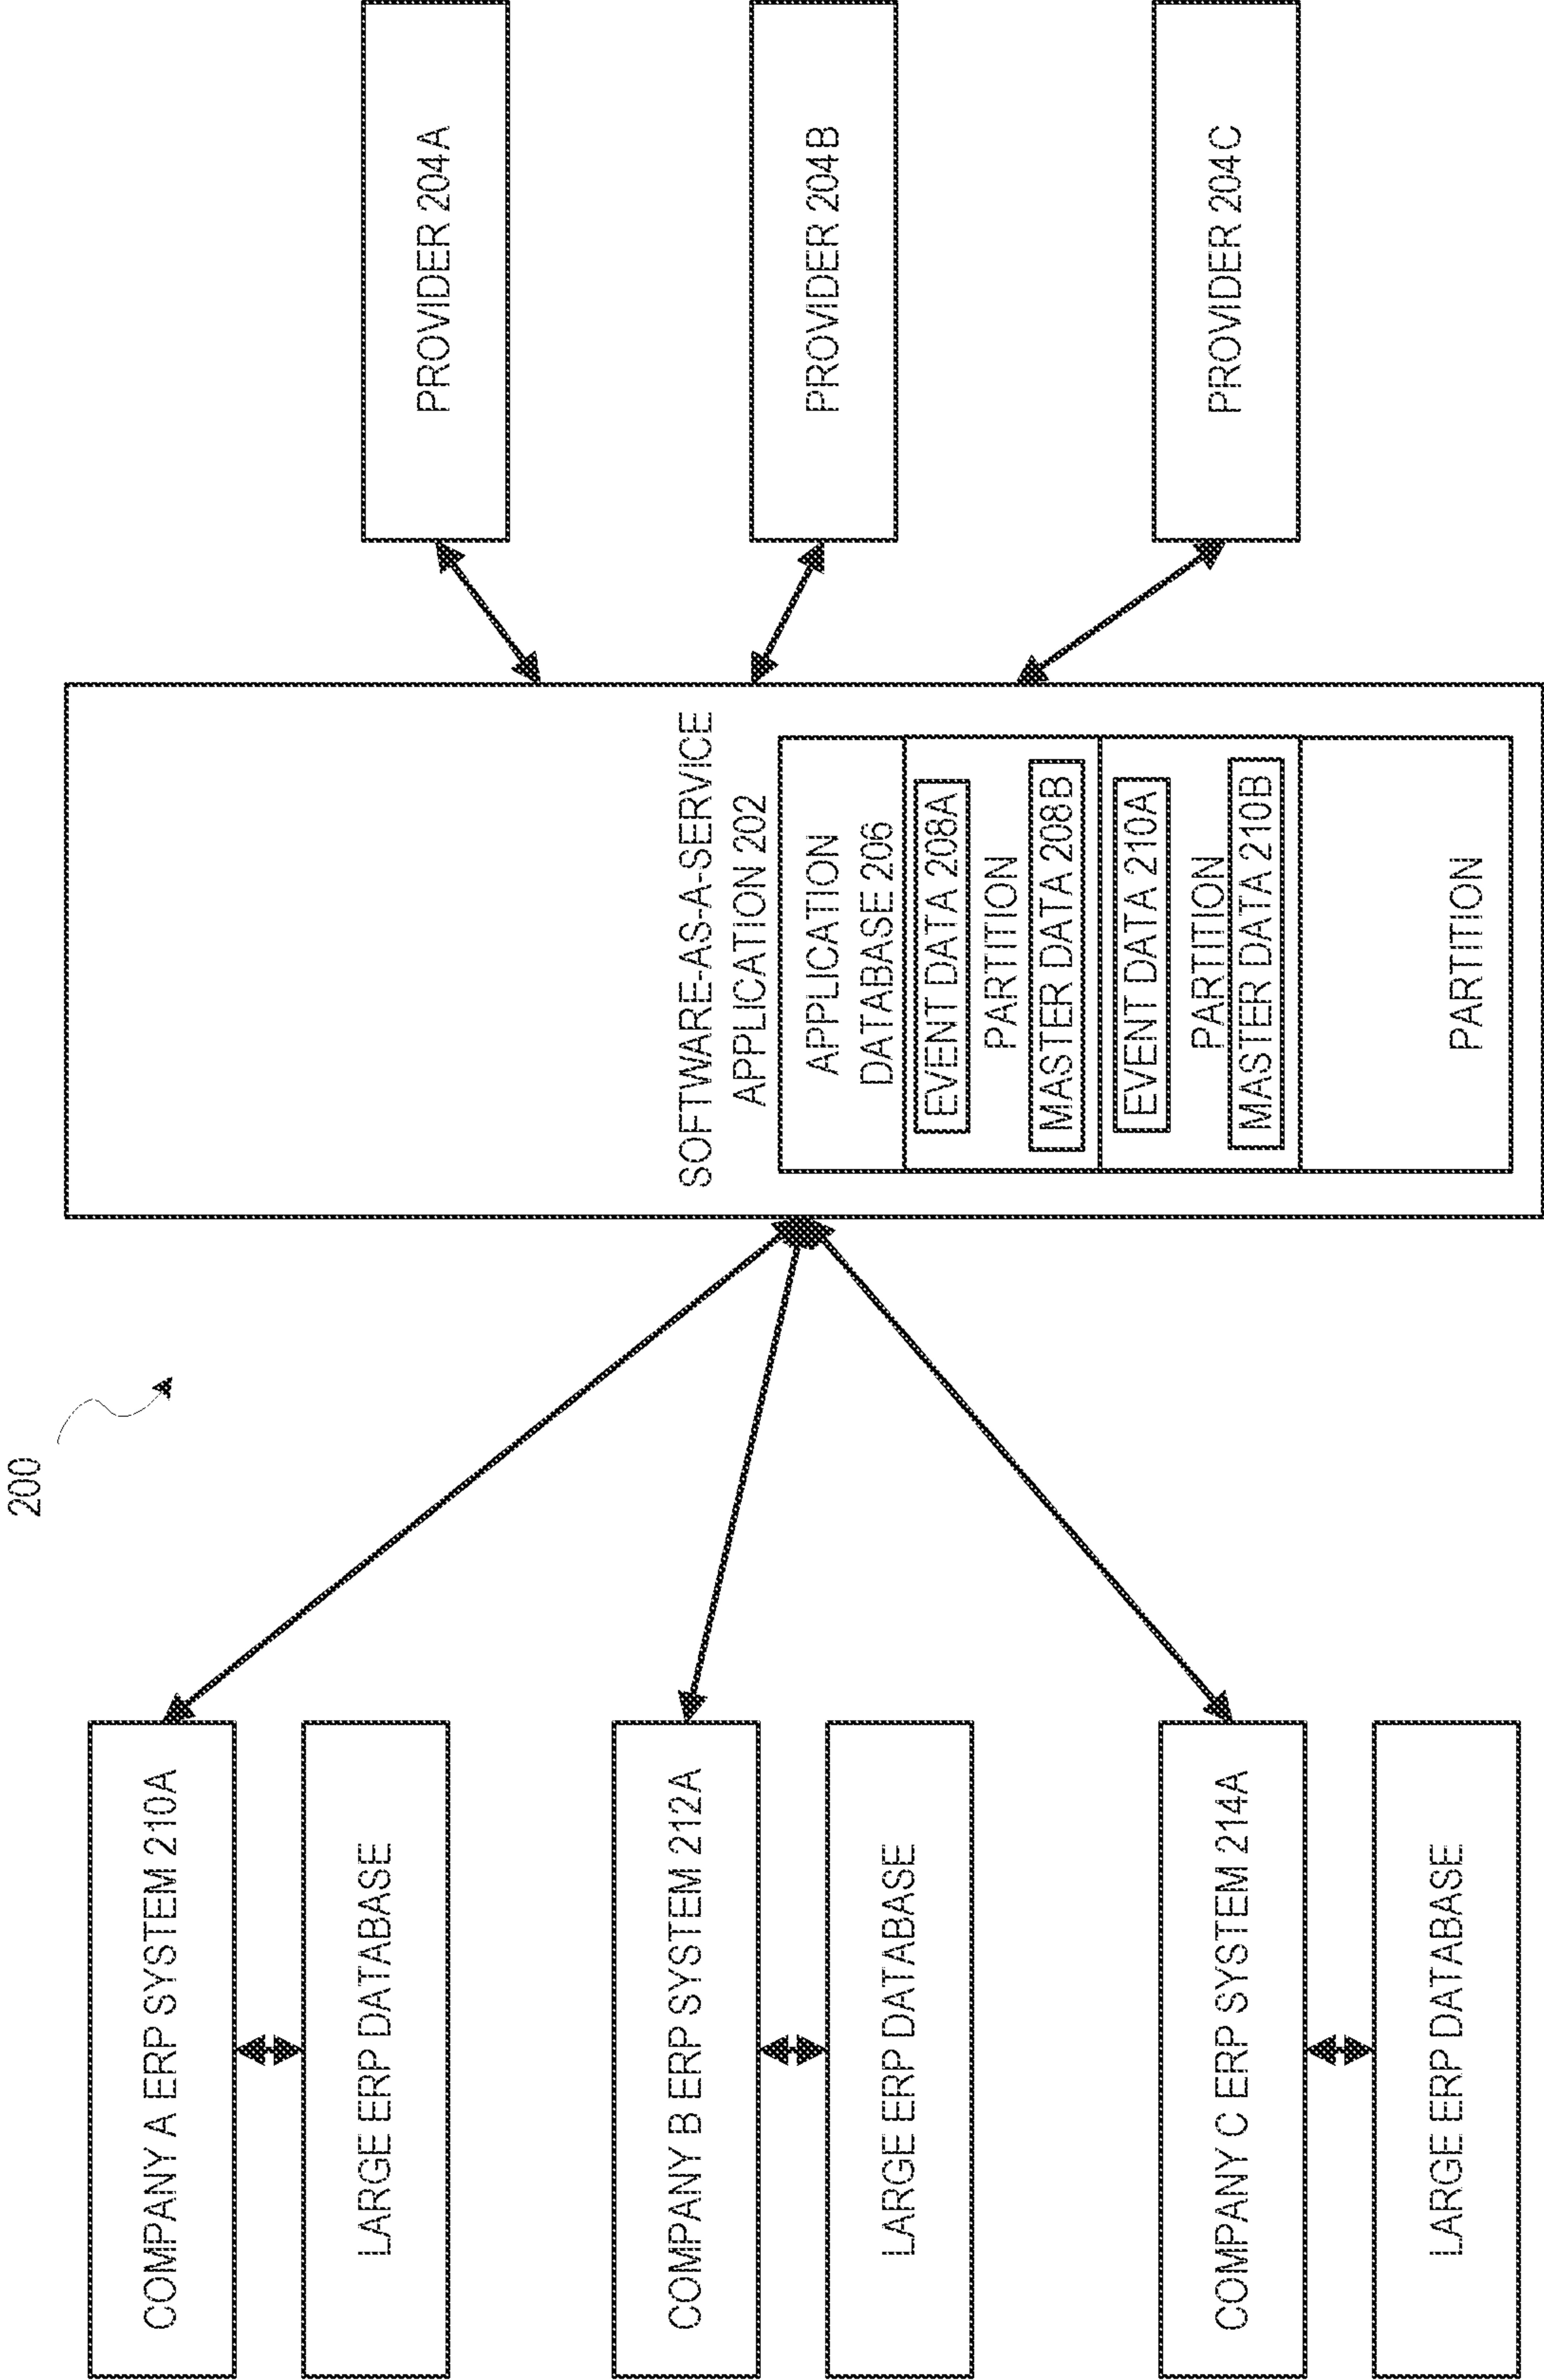 200
COMPANY A ERP SYSTEM 210A
LARGE ERP DATABASE
COMPANY B ERP SYSTEM 212A
LARGE ERP DATABASE
COMPANY C ERP SYSTEM 214A
LARGE ERP DATABASE
SOFTWARE-AS-A-SERVICE
APPLICATION 202
APPLICATION
DATABASE 206
EVENT DATA 208A
PARTITION
MASTER DATA 208B
EVENT DATA 210A
PARTITION
MASTER DATA 210B
PARTITION
PROVIDER 204A
PROVIDER 204B
PROVIDER 204C